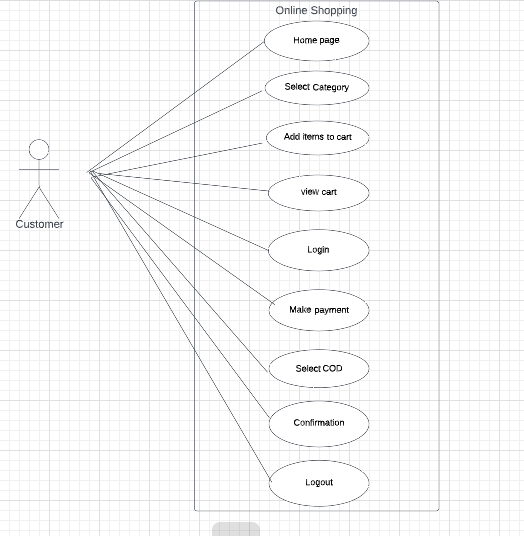 Online Shopping
Home page
Select Category
Add items to cart
view cart
Login
Make payment
Select COD
Confirmation
Logout
Customer